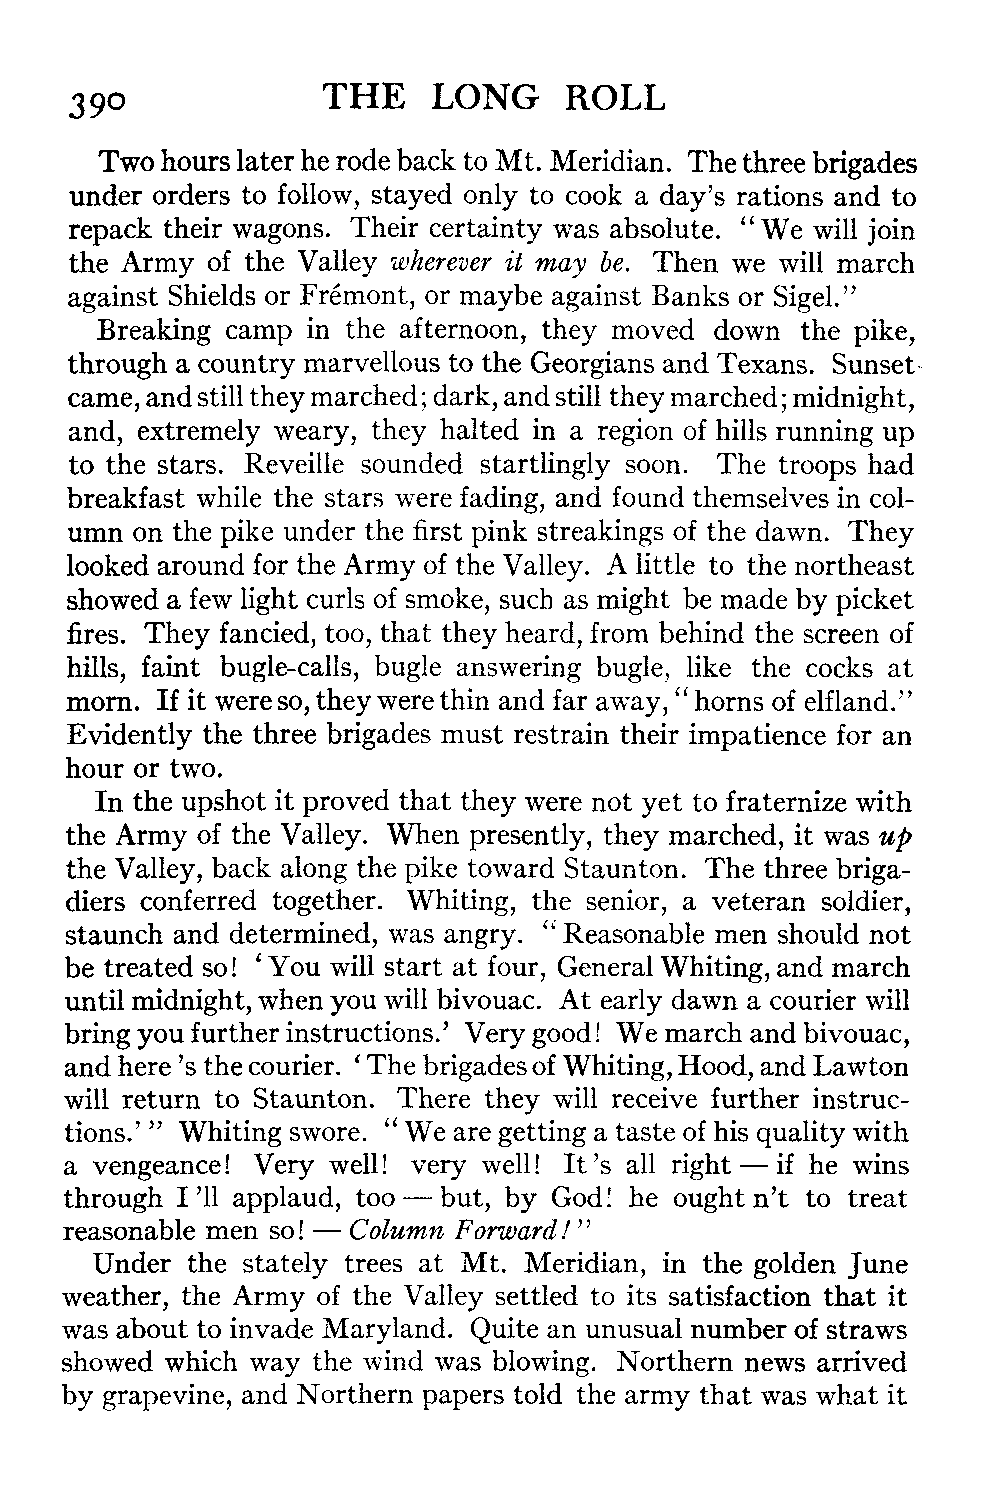 390 THE LONG ROLL
Two hours later he rode back to Mt. Meridian. The three brigades
under orders to follow, stayed only to cook a day's rations and to
repack their wagons. Their certainty was absolute. "We will join
the Army of the Valley wherever it may be. Then we will march
against Shields or Frémont, or maybe against Banks or Sigel."
Breaking camp in the afternoon, they moved down the pike,
through a country marvellous to the Georgians and Texans. Sunset
came, and still they marched; dark, and still they marched; midnight,
and, extremely weary, they halted in a region of hills running up
to the stars. Reveille sounded startlingly soon. The troops had
breakfast while the stars were fading, and found themselves in col-
umn on the pike under the first pink streakings of the dawn. They
looked around for the Army of the Valley. A little to the northeast
showed a few light curls of smoke, such as might be made by picket
fires. They fancied, too, that they heard, from behind the screen of
hills, faint bugle-calls, bugle answering bugle, like the cocks at
morn. If it were so, they were thin and far away, "horns of elfland."
Evidently the three brigades must restrain their impatience for an
hour or two.
In the upshot it proved that they were not yet to fraternize with
the Army of the Valley. When presently, they marched, it was up
the Valley, back along the pike toward Staunton. The three briga-
diers conferred together. Whiting, the senior, a veteran soldier,
staunch and determined, was angry. "Reasonable men should not
be treated so! 'You will start at four, General Whiting, and march
until midnight, when you will bivouac. At early dawn a courier will
bring you further instructions.' Very good! We march and bivouac,
and here 's the courier. 'The brigades of Whiting, Hood, and Lawton
will return to Staunton. There they will receive further instruc-
tions.'" Whiting swore. "We are getting a taste of his quality with
a vengeance! Very well! very well! It 's all right — if he wins
through I 'll applaud, too — but, by God! he ought n't to treat
reasonable men so! — Column Forward!"
Under the stately trees at Mt. Meridian, in the golden June
weather, the Army of the Valley settled to its satisfaction that it
was about to invade Maryland. Quite an unusual number of straws
showed which way the wind was blowing. Northern news arrived
by grapevine, and Northern papers told the army that was what it